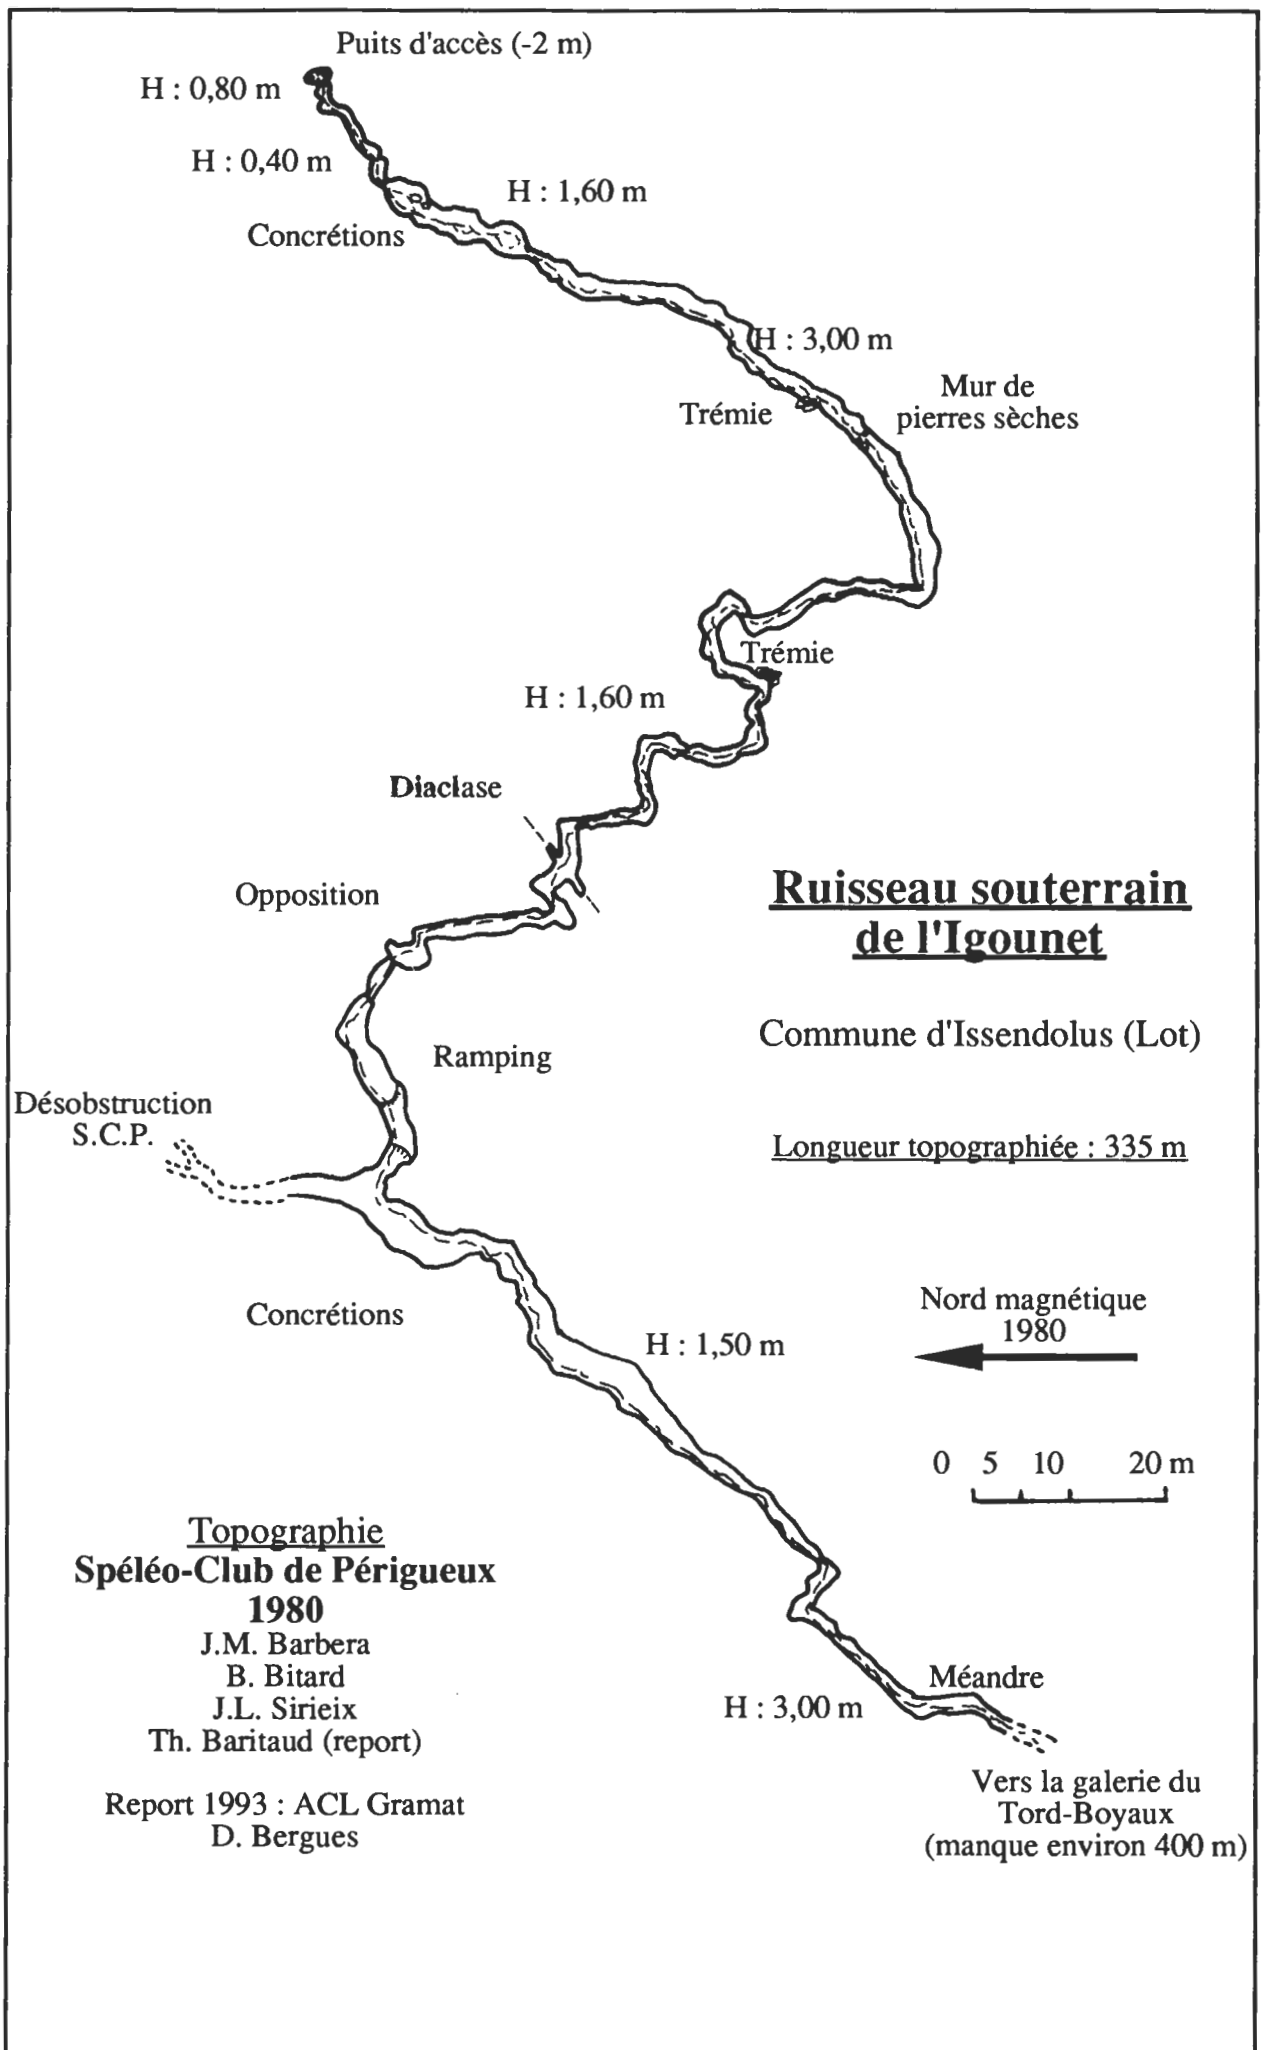 Puits d'accès (-2 m)
H : 0,80 m
H : 0,40 m
H : 1,60 m
Concrétions
H : 3,00 m
Mur de
pierres sèches
Trémie
Trémie
H : 1,60 m
Diaclase
Opposition
Ruisseau souterrain
de l'Igounet
Commune d'Issendolus (Lot)
Ramping
Désobstruction
S.C.P.
Longueur topographiée : 335 m
Concrétions
Nord magnétique
1980
H : 1,50 m
0 5 10 20 m
Topographie
Spéléo-Club de Périgueux
1980
J.M. Barbera
B. Bitard
J.L. Sirieix
Th. Baritaud (report)
Report 1993 : ACL Gramat
D. Bergues
Méandre
H : 3,00 m
Vers la galerie du
Tord-Boyaux
(manque environ 400 m)